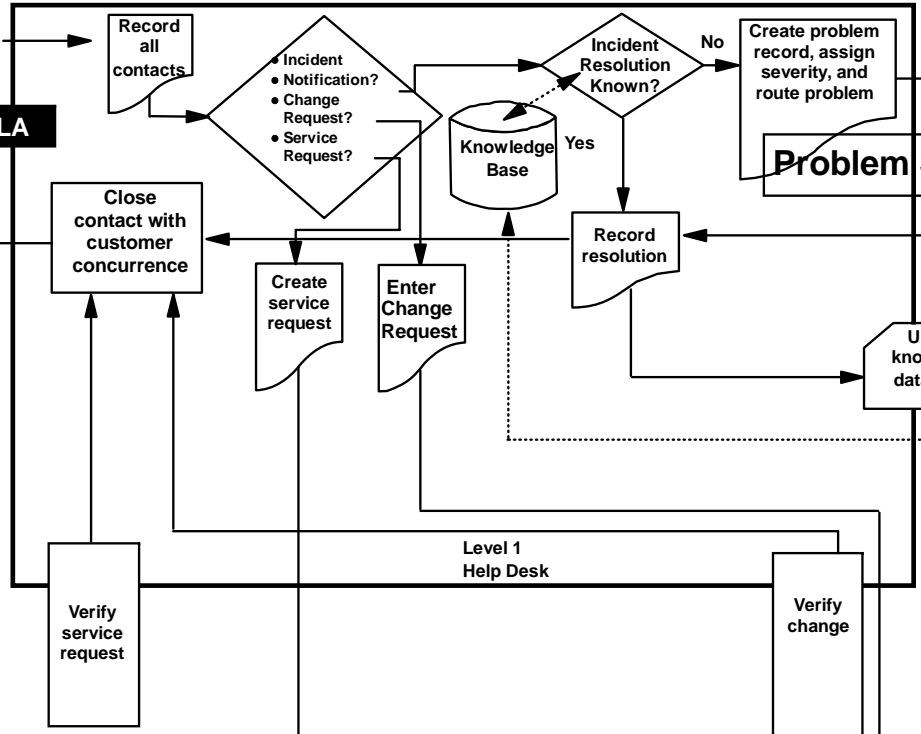 Record
all
contacts
• Incident
• Notification?
• Change
Request?
• Service
Request?
Incident
Resolution
Known?
No
Create problem
record, assign
severity, and
route problem
LA
Knowledge
Base
Yes
Problem
Close
contact with
customer
concurrence
Record
resolution
Create
service
request
Enter
Change
Request
Level 1
Help Desk
Verify
service
request
Verify
change